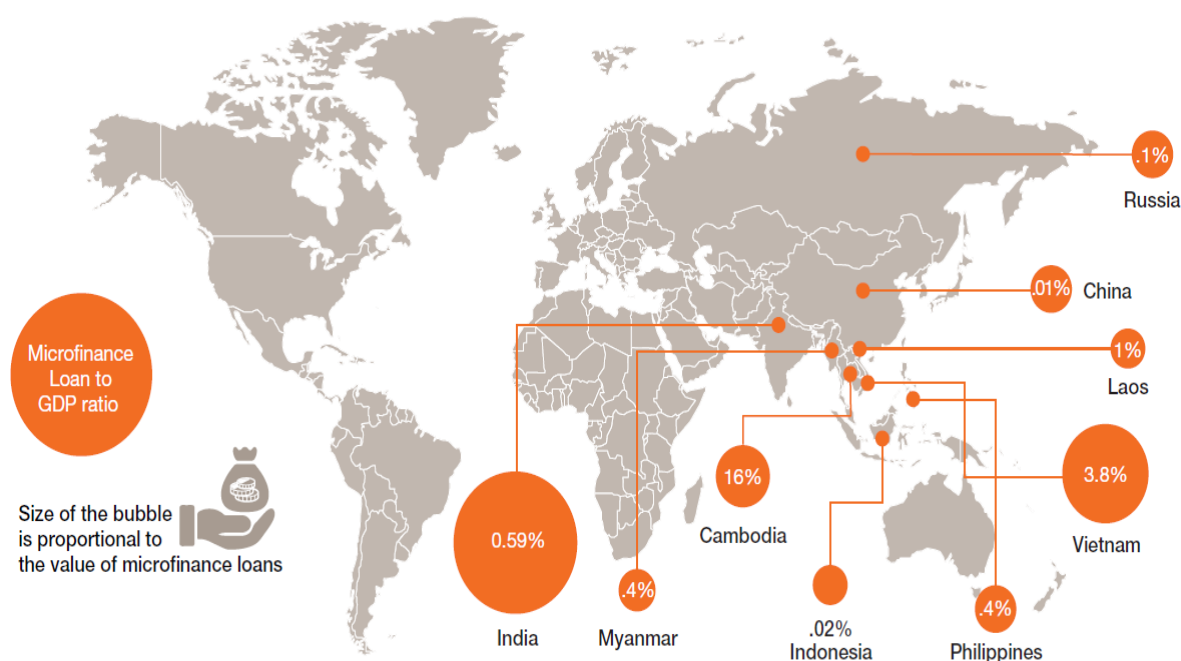 .1%
Russia
.01%
China
Microfinance
Loan to
GDP ratio
1%
Laos
16%
Cambodia
3.8%
Vietnam
Size of the bubble
is proportional to
the value of microfinance loans
0.59%
India
.4%
Myanmar
.02%
Indonesia
.4%
Philippines